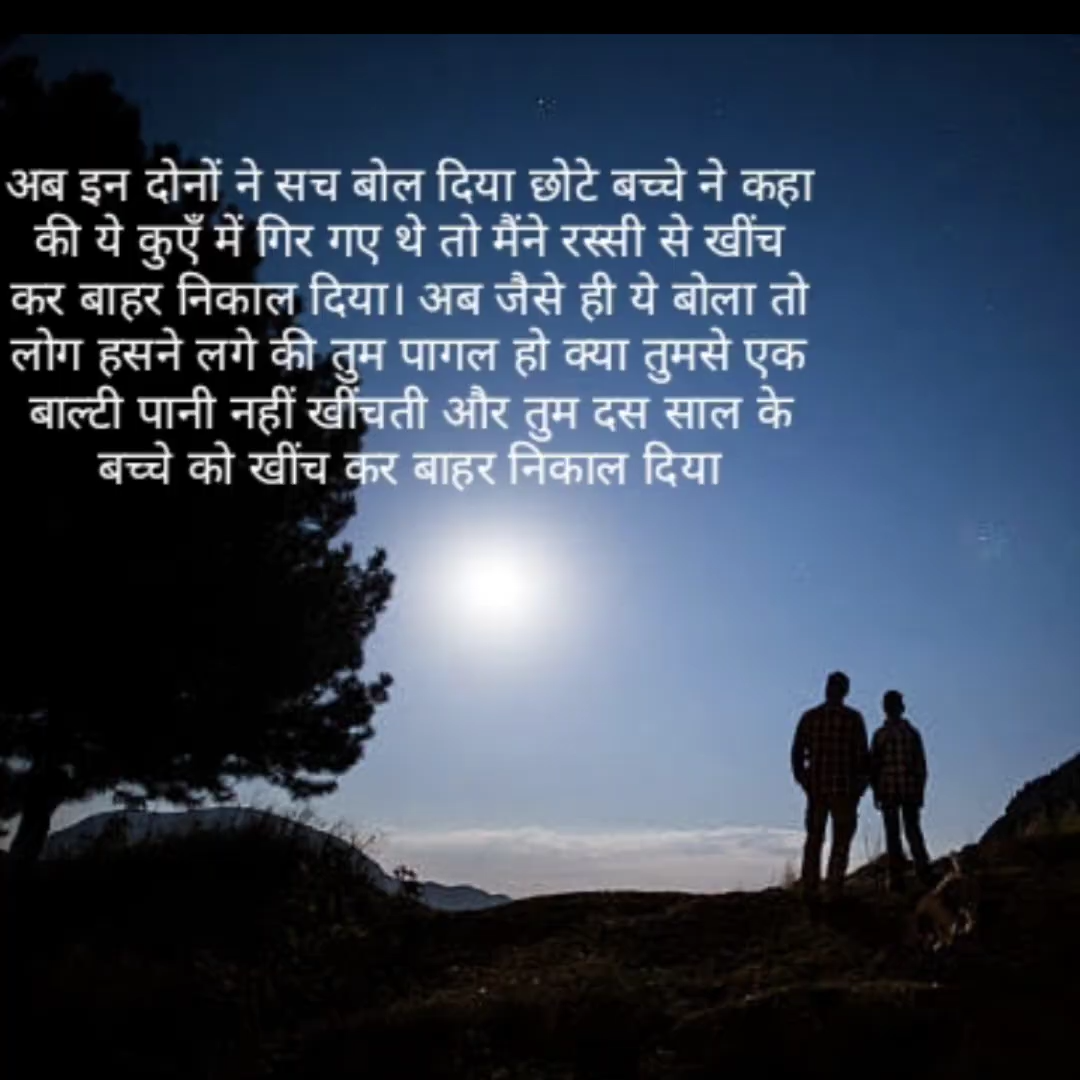 अब इन दोनों ने सच बोल दिया छोटे बच्चे ने कहा
की ये कुएँ में गिर गए थे तो मैंने रस्सी से खींच
कर बाहर निकाल दिया। अब जैसे ही ये बोला तो
लोग हसने लगे की तुम पागल हो क्या तुमसे एक
बाल्टी पानी नहीं खींचती और तुम दस साल के
बच्चे को खींच कर बाहर निकाल दिया